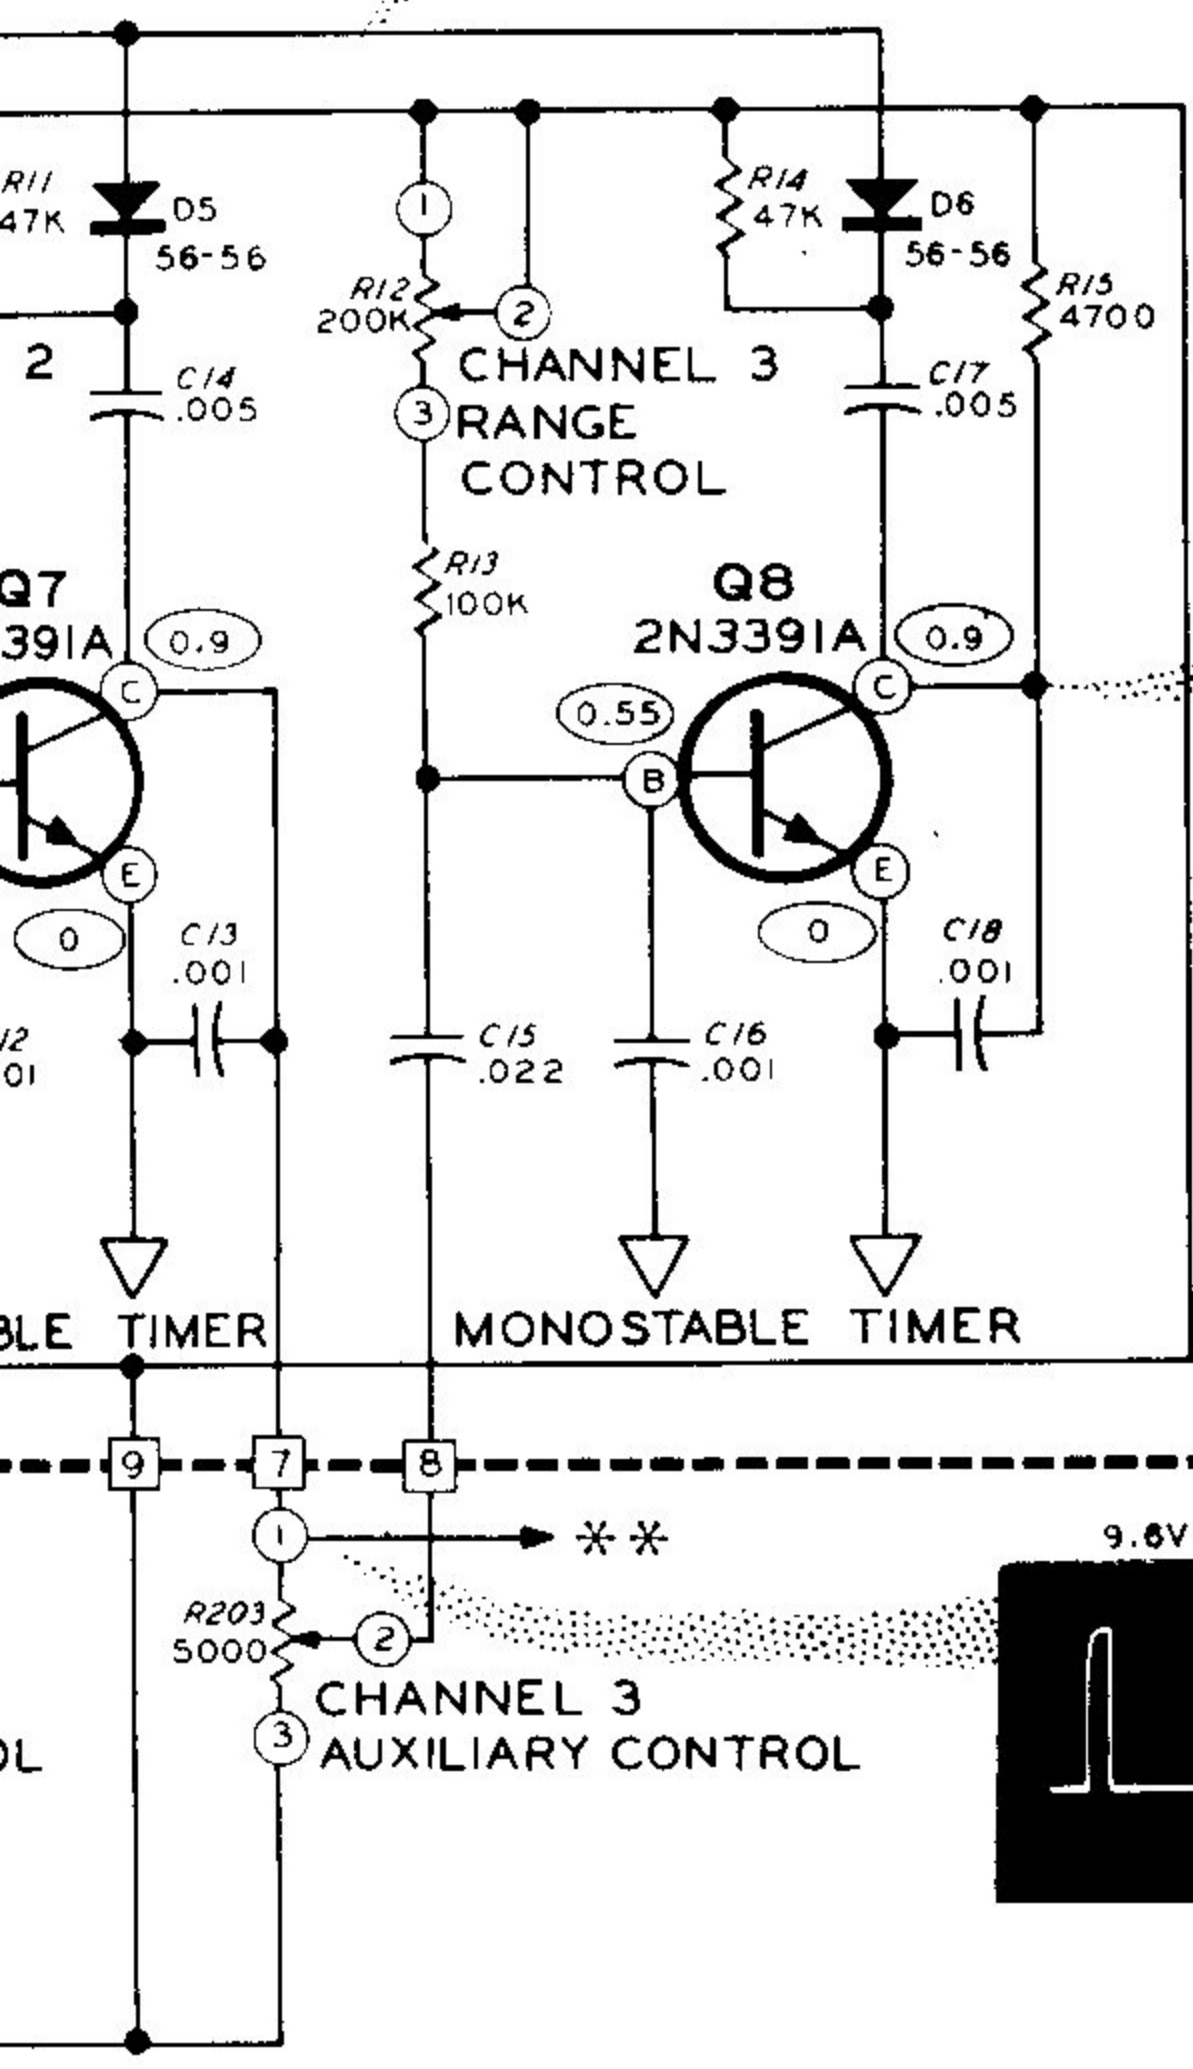 R11
47K
D5
56-56
1
R12
200K
2
CHANNEL 3
3
RANGE
CONTROL
R14
47K
D6
56-56
R15
4700
2
C14
.005
C17
.005
R13
100K
Q7
3391A
0.9
C
E
0
C13
.001
Q8
2N3391A
0.9
C
0.55
B
E
0
C18
.001
12
01
C15
.022
C16
.001
BLE TIMER
MONOSTABLE TIMER
9
7
8
1
**
9.6V
R203
5000
2
CHANNEL 3
3
AUXILIARY CONTROL
OL